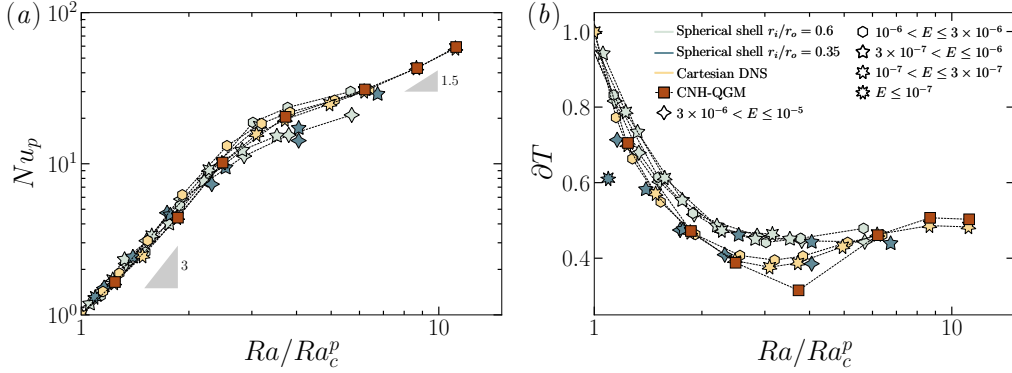 (a)
10²
10¹
10⁰
Nu_p
3
1.5
1
10
Ra/Ra_c^p
(b)
1.0
0.8
0.6
0.4
∂T
Spherical shell r_i/r_o = 0.6
Spherical shell r_i/r_o = 0.35
Cartesian DNS
CNH-QGM
3 × 10⁻⁶ < E ≤ 10⁻⁵
10⁻⁶ < E ≤ 3 × 10⁻⁶
3 × 10⁻⁷ < E ≤ 10⁻⁶
10⁻⁷ < E ≤ 3 × 10⁻⁷
E ≤ 10⁻⁷
1
10
Ra/Ra_c^p